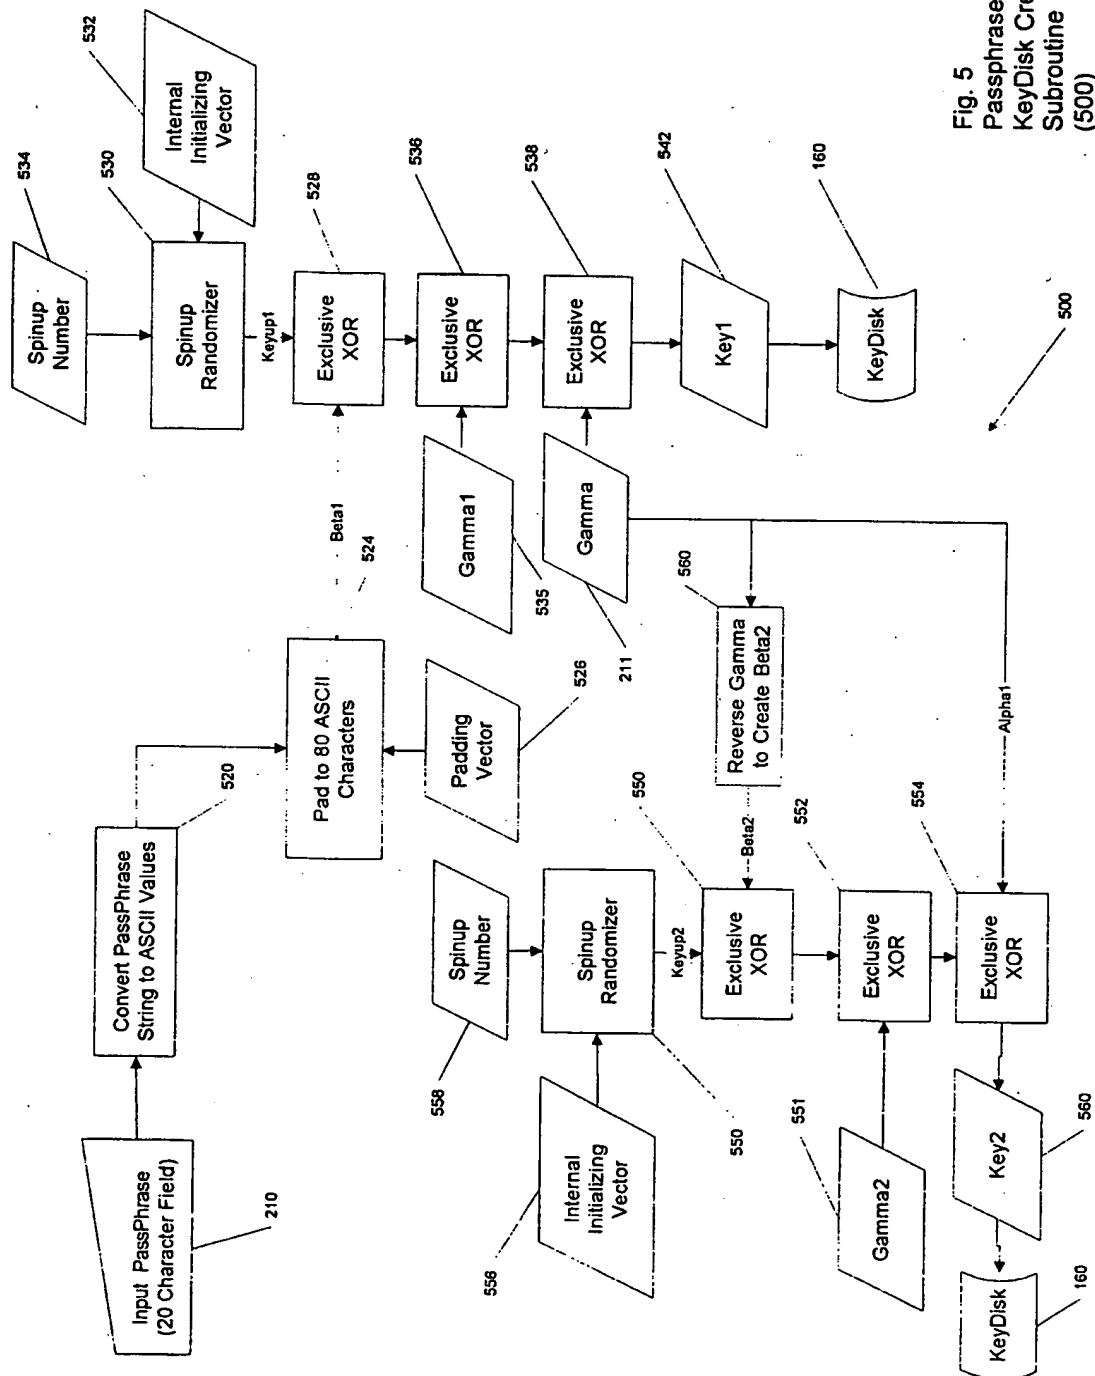 Input PassPhrase
(20 Character Field)
210
Convert PassPhrase
String to ASCII Values
520
Pad to 80 ASCII
Characters
524
Padding
Vector
526
Beta1
Spinup
Number
534
Spinup
Randomizer
530
Internal
Initializing
Vector
532
Keyup1
Exclusive
XOR
528
Gamma1
535
Exclusive
XOR
536
Gamma
211
Exclusive
XOR
538
Key1
542
KeyDisk
160
Spinup
Number
558
Internal
Initializing
Vector
556
Spinup
Randomizer
550
Keyup2
Reverse Gamma
to Create Beta2
560
Beta2
Exclusive
XOR
550
Gamma2
551
Exclusive
XOR
552
Alpha1
Exclusive
XOR
554
Key2
560
KeyDisk
160
500
Fig. 5
Passphrase
KeyDisk Cre
Subroutine
(500)